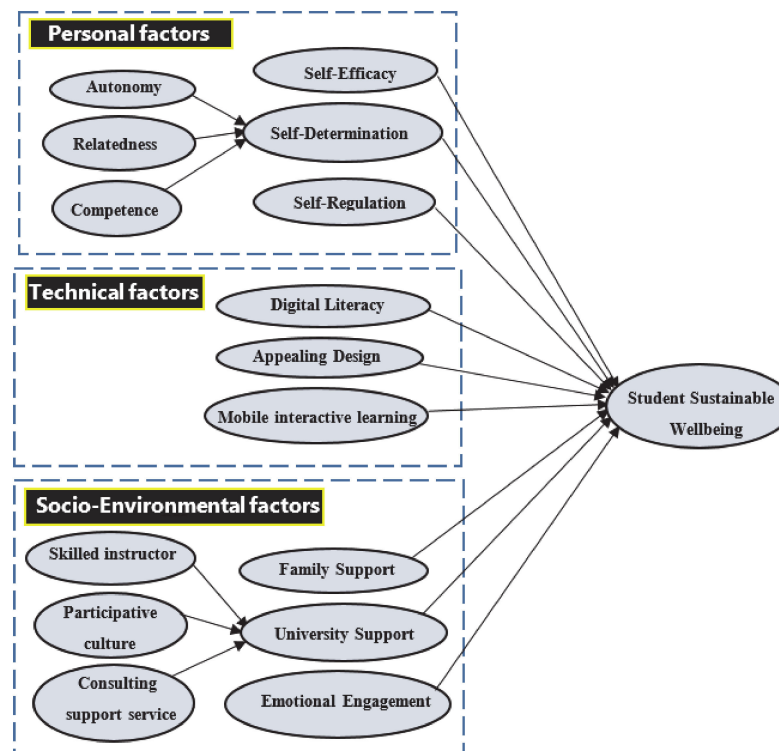 Personal factors
Self-Efficacy
Autonomy
Self-Determination
Relatedness
Self-Regulation
Competence
Technical factors
Digital Literacy
Appealing Design
Mobile interactive learning
Student Sustainable
Wellbeing
Socio-Environmental factors
Skilled instructor
Family Support
Participative
culture
University Support
Consulting
support service
Emotional Engagement